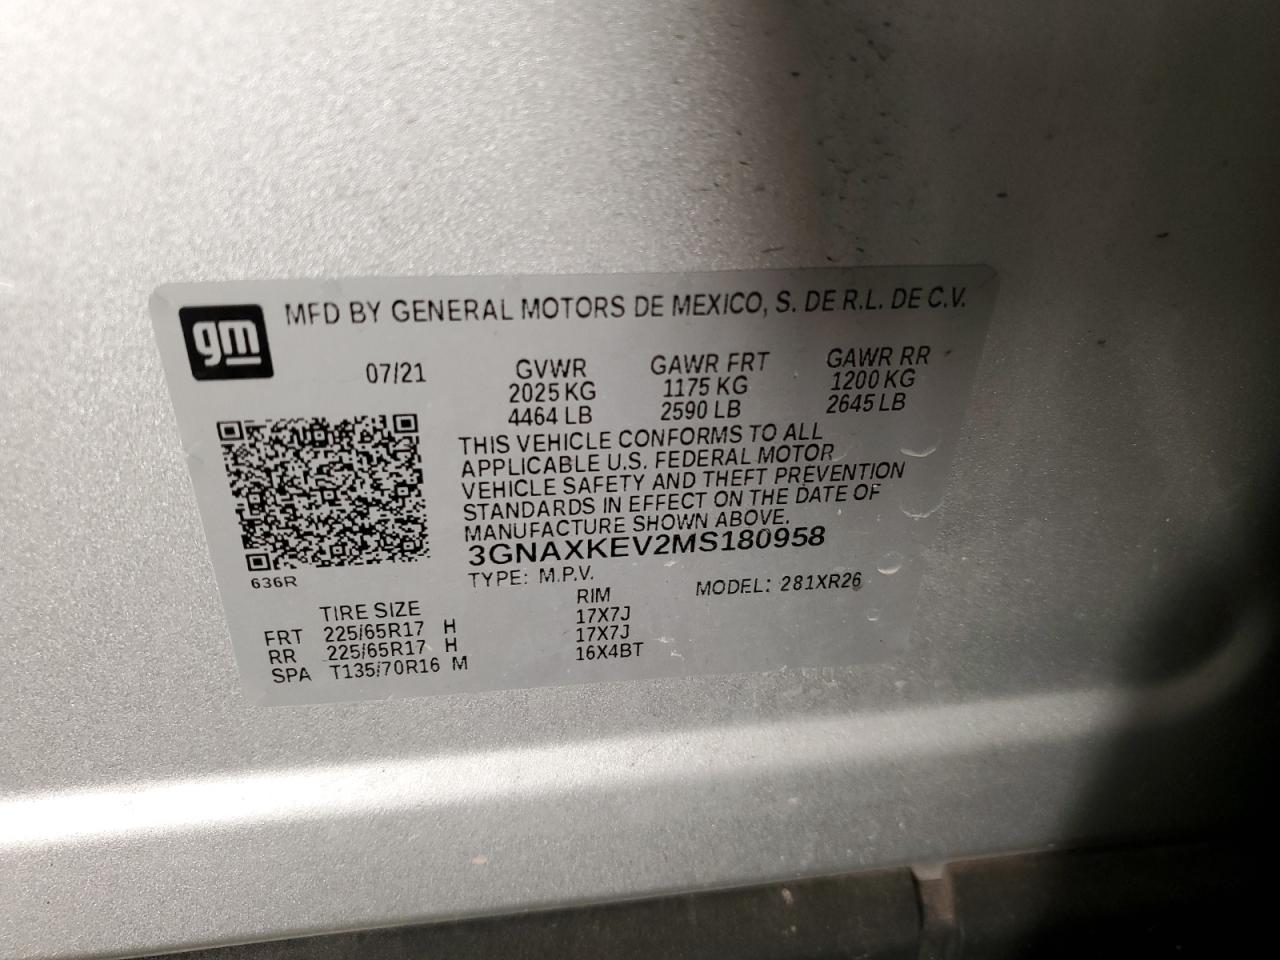 gm MFD BY GENERAL MOTORS DE MEXICO, S. DE R.L. DE C.V.
07/21 GVWR GAWR FRT GAWR RR
2025 KG 1175 KG 1200 KG
4464 LB 2590 LB 2645 LB
THIS VEHICLE CONFORMS TO ALL
APPLICABLE U.S. FEDERAL MOTOR
VEHICLE SAFETY AND THEFT PREVENTION
STANDARDS IN EFFECT ON THE DATE OF
MANUFACTURE SHOWN ABOVE.
3GNAXKEV2MS180958
636R TYPE: M.P.V. MODEL: 281XR26
TIRE SIZE RIM
FRT 225/65R17 H 17X7J
RR 225/65R17 H 17X7J
SPA T135/70R16 M 16X4BT